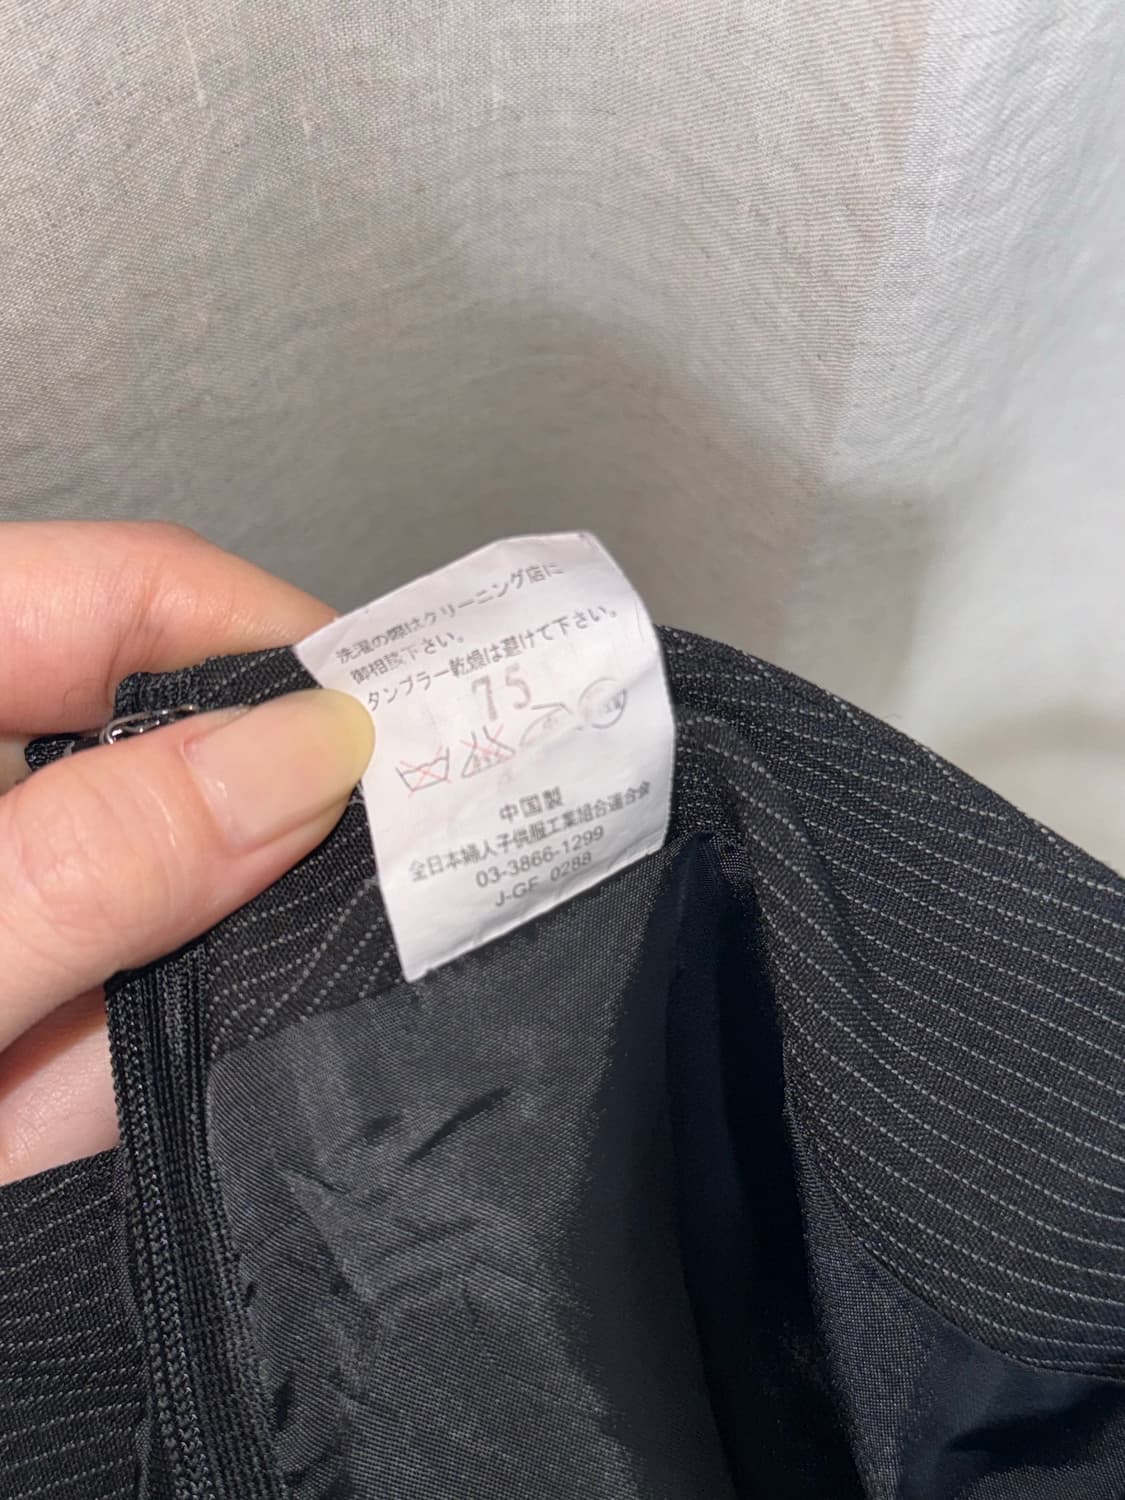 洗濯の際はクリーニング店に
御相談下さい。
タンブラー乾燥は避けて下さい。
75
中国製
全日本婦人子供服工業組合連合会
03-3866-1299
J-GF 0288